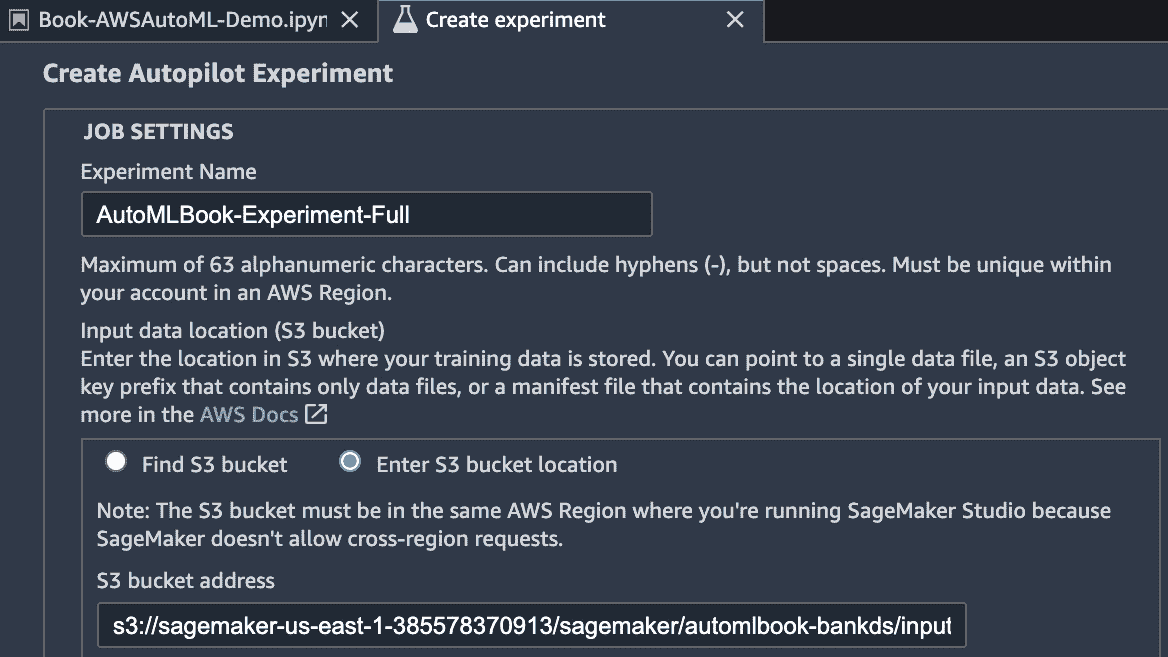 Book-AWSAutoML-Demo.ipyn
Create experiment
Create Autopilot Experiment
JOB SETTINGS
Experiment Name
AutoMLBook-Experiment-Full
Maximum of 63 alphanumeric characters. Can include hyphens (-), but not spaces. Must be unique within
your account in an AWS Region.
Input data location (S3 bucket)
Enter the location in S3 where your training data is stored. You can point to a single data file, an S3 object
key prefix that contains only data files, or a manifest file that contains the location of your input data. See
more in the AWS Docs
Find S3 bucket
Enter S3 bucket location
Note: The S3 bucket must be in the same AWS Region where you're running SageMaker Studio because
SageMaker doesn't allow cross-region requests.
S3 bucket address
s3://sagemaker-us-east-1-385578370913/sagemaker/automlbook-bankds/input